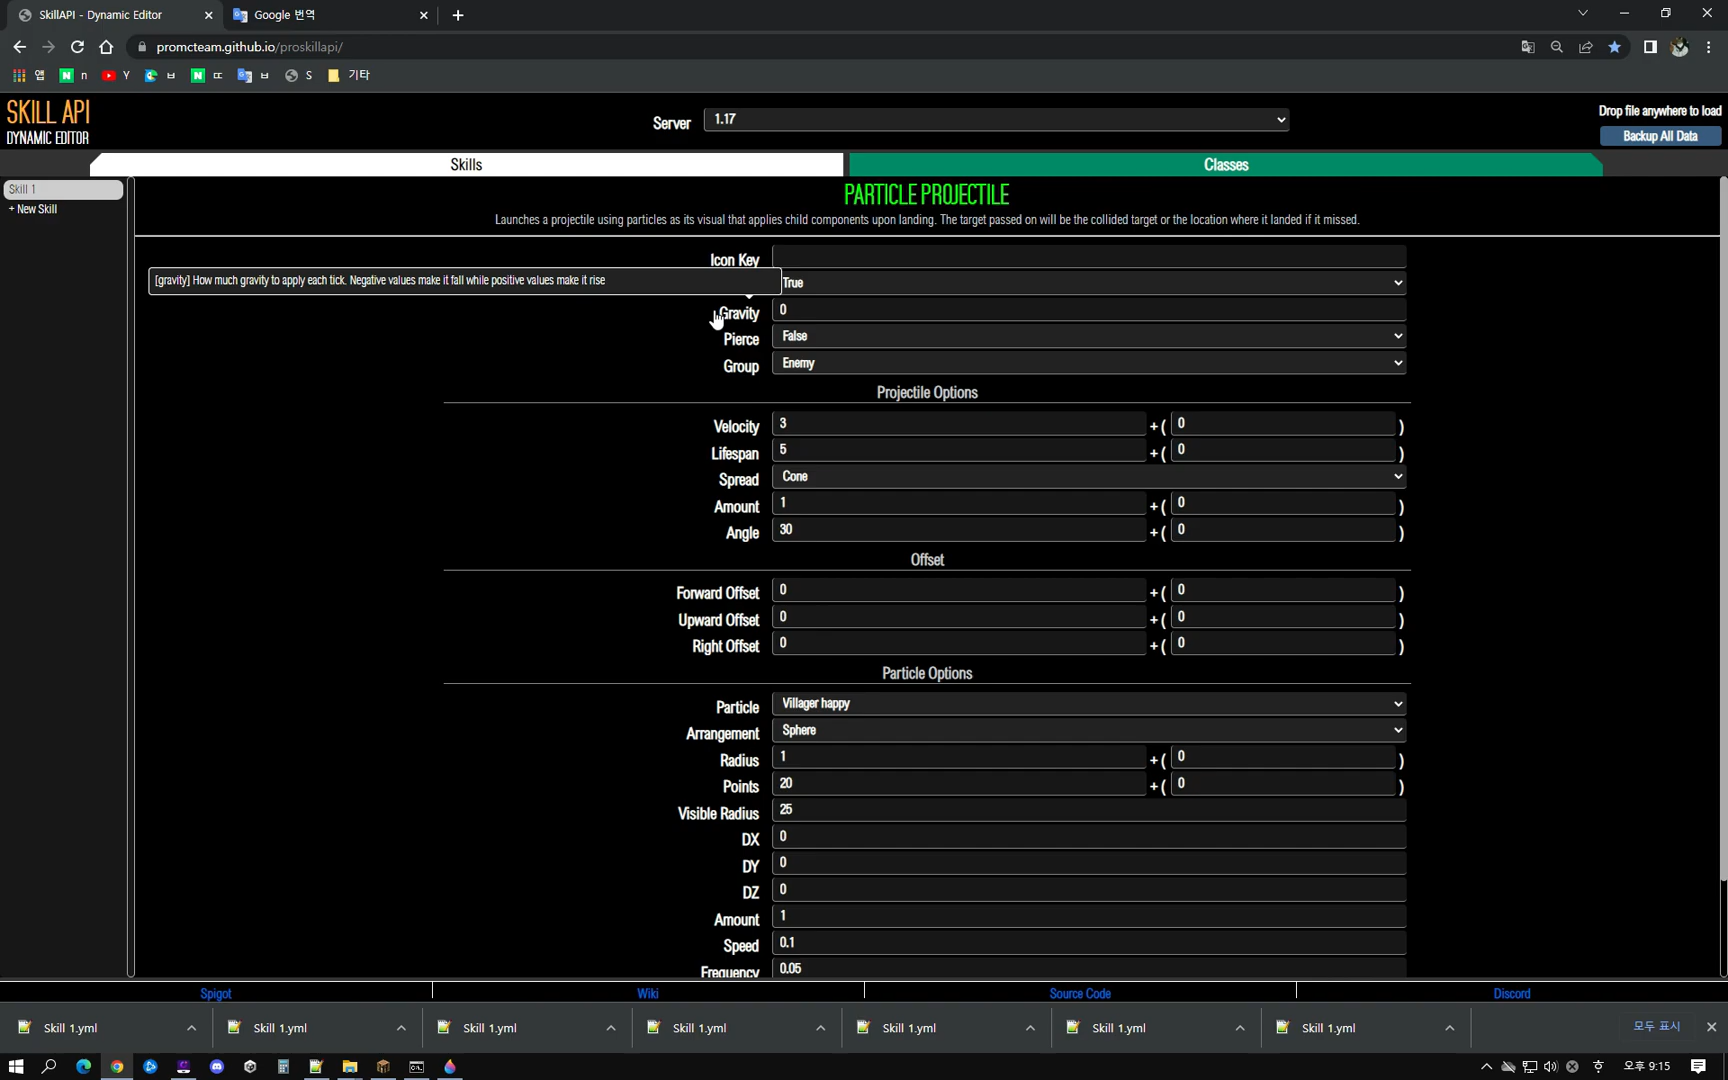 SkillAPI - Dynamic Editor
Google 번역
promcteam.github.io/proskillapi/
앱
n
Y
ㅂ
ㄸ
ㅂ
S
기타
SKILL API
DYNAMIC EDITOR
Server 1.17
Drop file anywhere to load
Backup All Data
Skills
Classes
Skill 1
+ New Skill
PARTICLE PROJECTILE
Launches a projectile using particles as its visual that applies child components upon landing. The target passed on will be the collided target or the location where it landed if it missed.
Icon Key
[gravity] How much gravity to apply each tick. Negative values make it fall while positive values make it rise
True
Gravity 0
Pierce False
Group Enemy
Projectile Options
Velocity 3 +( 0 )
Lifespan 5 +( 0 )
Spread Cone
Amount 1 +( 0 )
Angle 30 +( 0 )
Offset
Forward Offset 0 +( 0 )
Upward Offset 0 +( 0 )
Right Offset 0 +( 0 )
Particle Options
Particle Villager happy
Arrangement Sphere
Radius 1 +( 0 )
Points 20 +( 0 )
Visible Radius 25
DX 0
DY 0
DZ 0
Amount 1
Speed 0.1
Frequency 0.05
Spigot
Wiki
Source Code
Discord
Skill 1.yml
Skill 1.yml
Skill 1.yml
Skill 1.yml
Skill 1.yml
Skill 1.yml
Skill 1.yml
모두 표시
오후 9:15